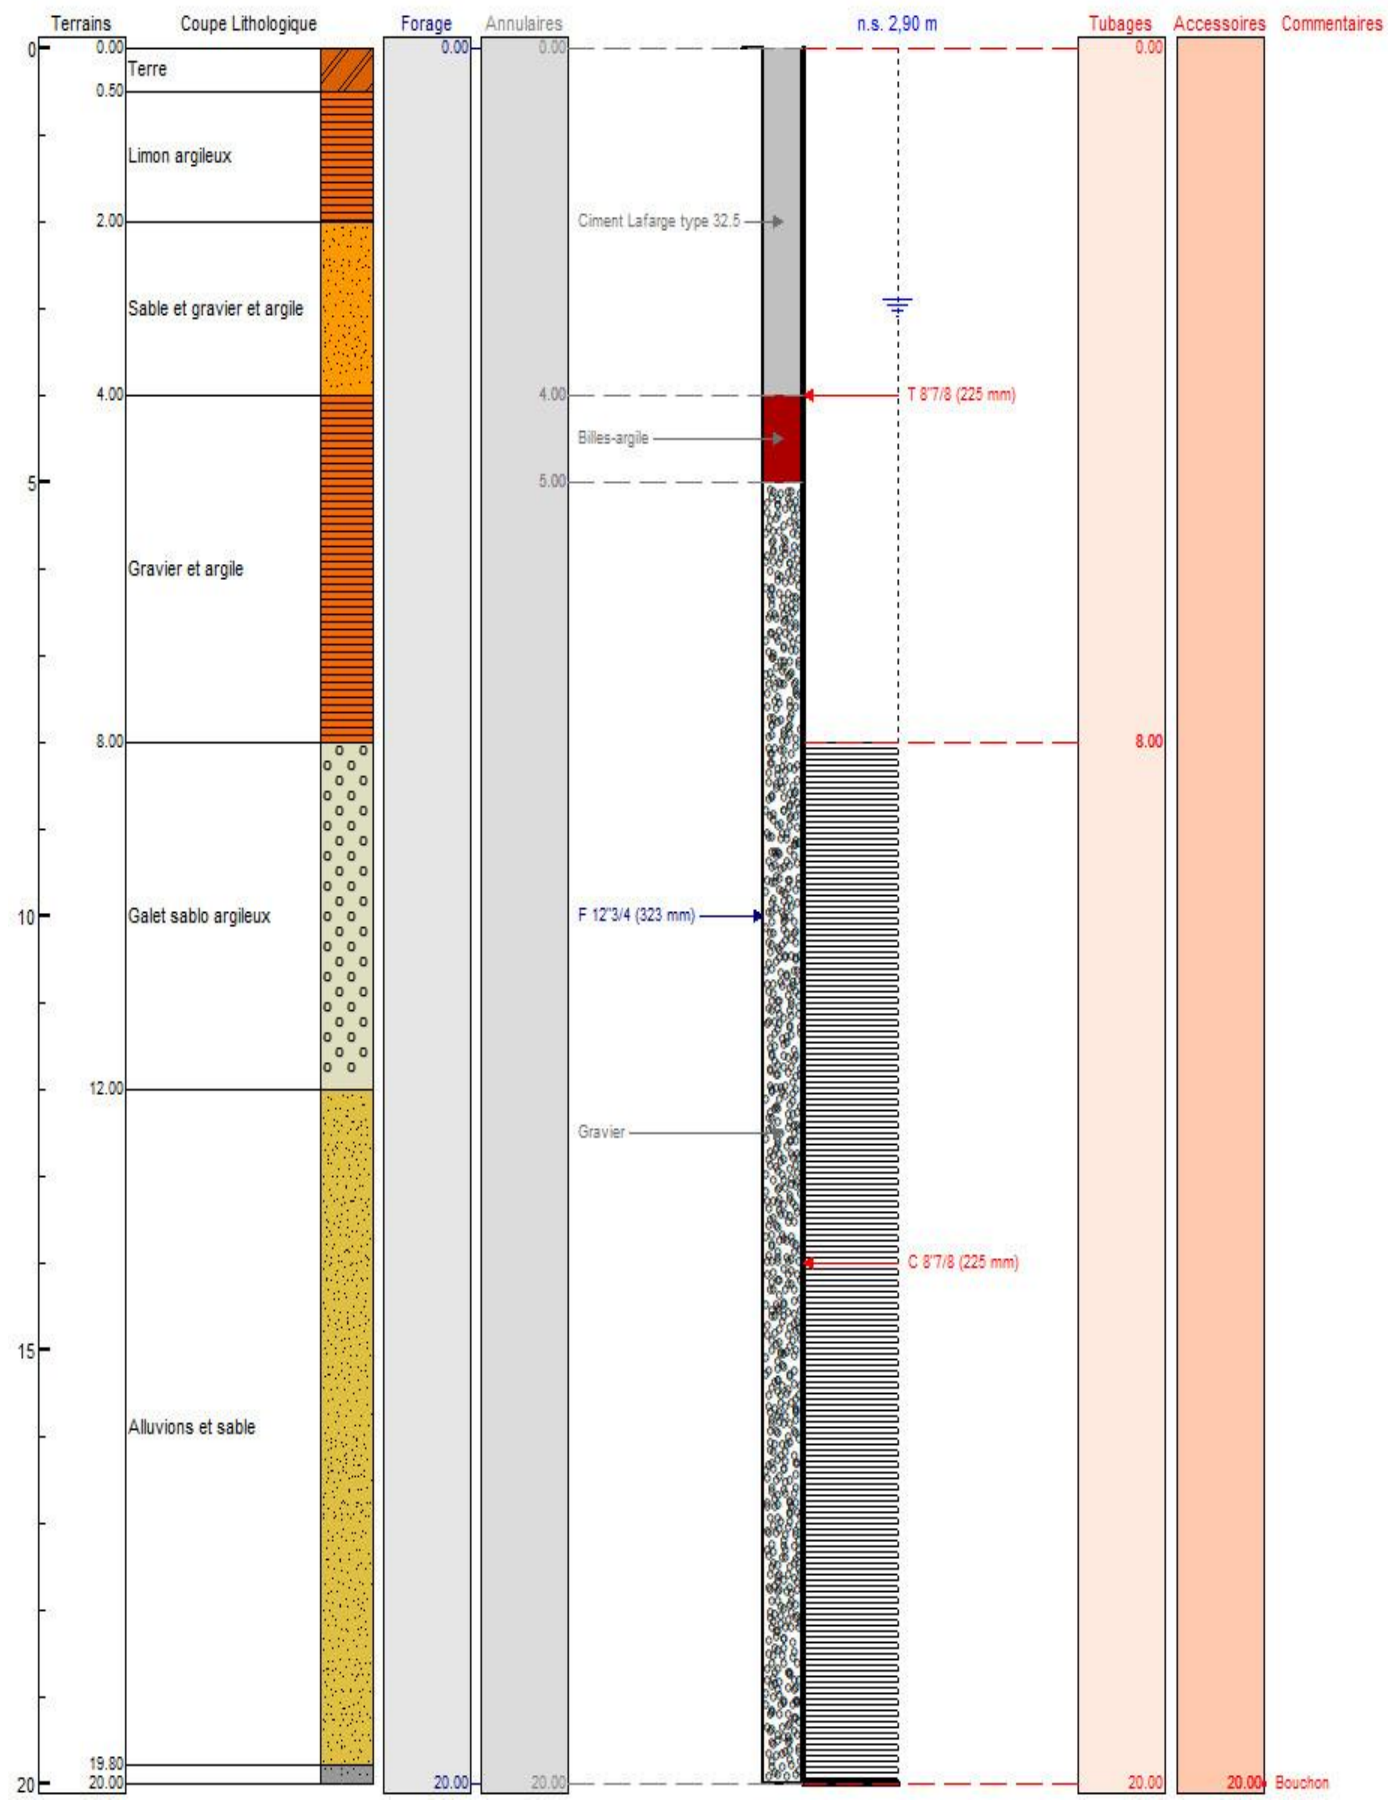 Terrains Coupe Lithologique Forage Annulaires n.s. 2,90 m Tubages Accessoires Commentaires
0 0.00 0.00 0.00 0.00
Terre
0.50
Limon argileux
2.00 Ciment Lafarge type 32.5
Sable et gravier et argile
4.00 4.00 T 8"7/8 (225 mm)
Billes-argile
5 5.00
Gravier et argile
8.00 8.00
10 Galet sablo argileux F 12"3/4 (323 mm)
12.00
Gravier
C 8"7/8 (225 mm)
15
Alluvions et sable
19.80
20 20.00 20.00 20.00 20.00 20.00 Bouchon